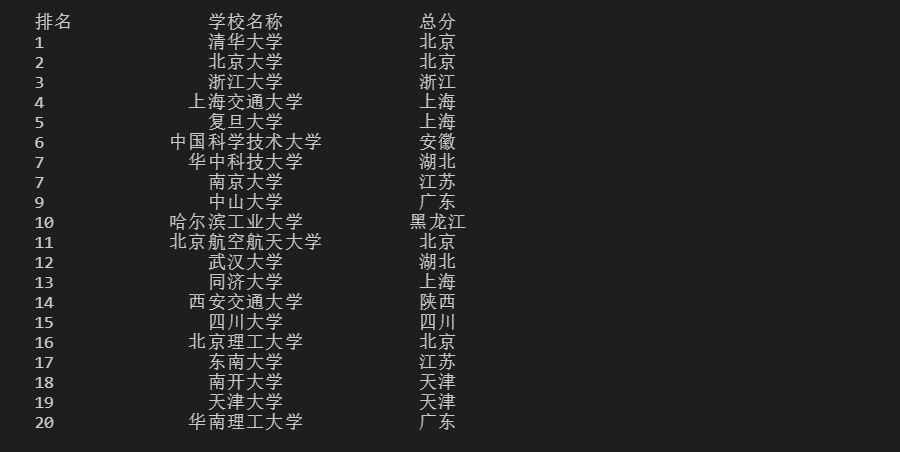 排名 学校名称 总分
1 清华大学 北京
2 北京大学 北京
3 浙江大学 浙江
4 上海交通大学 上海
5 复旦大学 上海
6 中国科学技术大学 安徽
7 华中科技大学 湖北
7 南京大学 江苏
9 中山大学 广东
10 哈尔滨工业大学 黑龙江
11 北京航空航天大学 北京
12 武汉大学 湖北
13 同济大学 上海
14 西安交通大学 陕西
15 四川大学 四川
16 北京理工大学 北京
17 东南大学 江苏
18 南开大学 天津
19 天津大学 天津
20 华南理工大学 广东